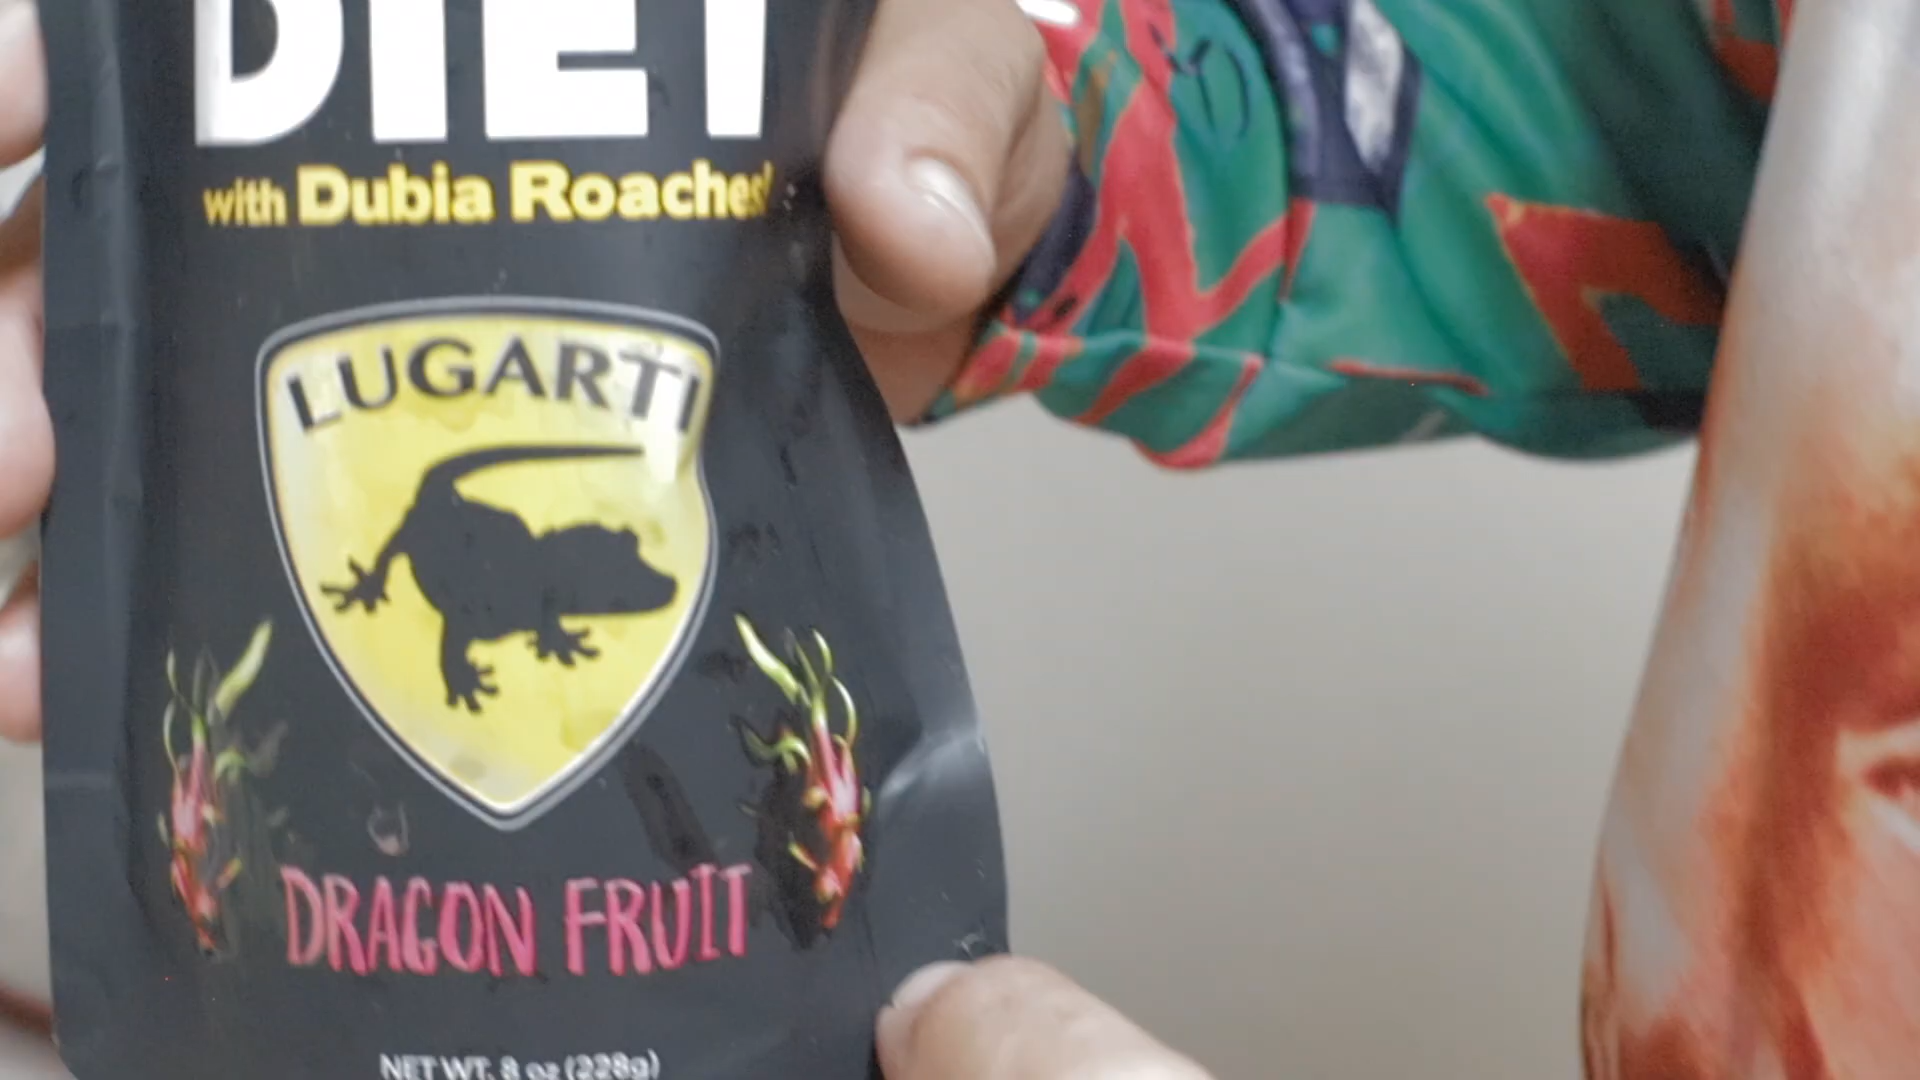 DIET
with Dubia Roaches!
LUGARTI
DRAGON FRUIT
NET WT. 8 oz (228g)